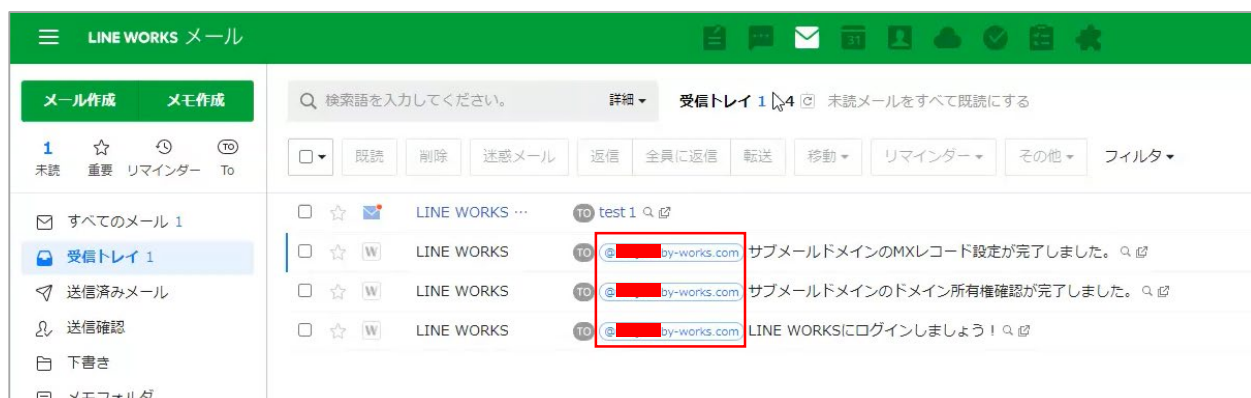 LINE WORKS メール
31
メール作成 メモ作成
検索語を入力してください。 詳細 受信トレイ 1 4 未読メールをすべて既読にする
1 TO
未読 重要 リマインダー To
既読 削除 迷惑メール 返信 全員に返信 転送 移動 リマインダー その他 フィルタ
すべてのメール 1
受信トレイ 1
送信済みメール
送信確認
下書き
メモフォルダ
LINE WORKS … TO test 1
W LINE WORKS TO @ by-works.com サブメールドメインのMXレコード設定が完了しました。
W LINE WORKS TO @ by-works.com サブメールドメインのドメイン所有権確認が完了しました。
W LINE WORKS TO @ by-works.com LINE WORKSにログインしましょう！